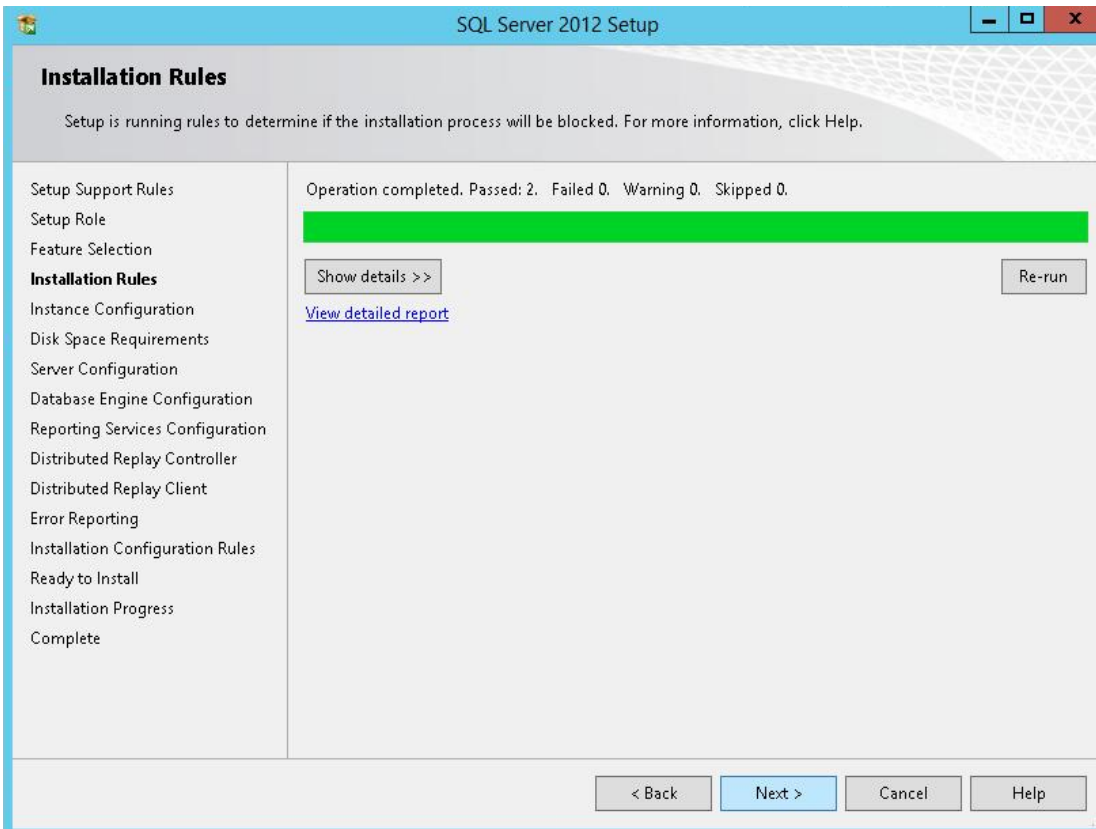 SQL Server 2012 Setup
Installation Rules
Setup is running rules to determine if the installation process will be blocked. For more information, click Help.
Setup Support Rules
Setup Role
Feature Selection
Installation Rules
Instance Configuration
Disk Space Requirements
Server Configuration
Database Engine Configuration
Reporting Services Configuration
Distributed Replay Controller
Distributed Replay Client
Error Reporting
Installation Configuration Rules
Ready to Install
Installation Progress
Complete
Operation completed. Passed: 2. Failed 0. Warning 0. Skipped 0.
Show details >> Re-run
View detailed report
< Back Next > Cancel Help